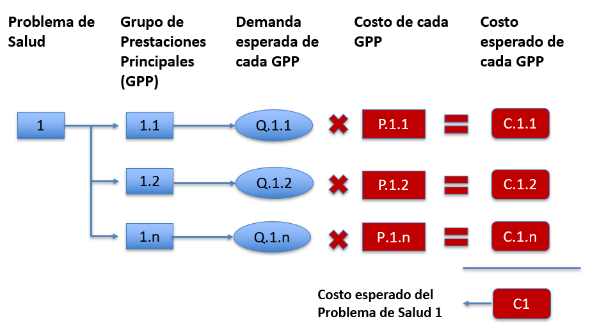 Problema de
Salud
Grupo de
Prestaciones
Principales
(GPP)
Demanda
esperada de
cada GPP
Costo de cada
GPP
Costo
esperado de
cada GPP
1
1.1
Q.1.1
P.1.1
C.1.1
1.2
Q.1.2
P.1.2
C.1.2
1.n
Q.1.n
P.1.n
C.1.n
Costo esperado del
Problema de Salud 1
C1